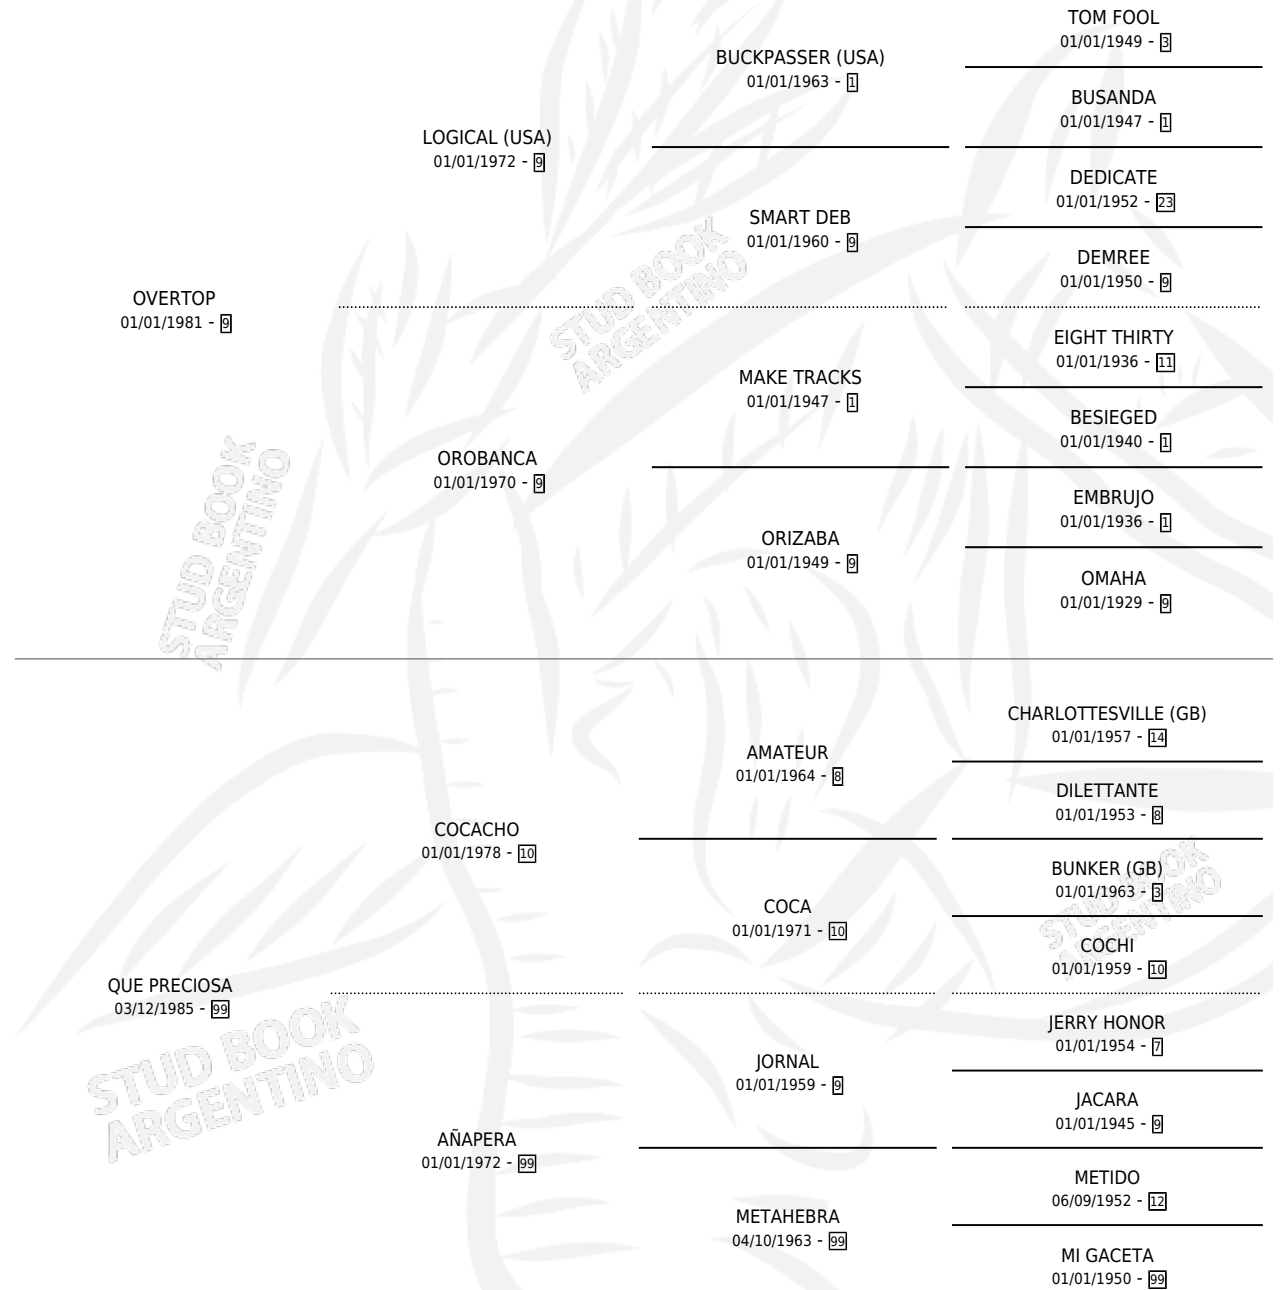 TOM FOOL
01/01/1949 - 3
BUCKPASSER (USA)
01/01/1963 - 1
BUSANDA
01/01/1947 - 1
LOGICAL (USA)
01/01/1972 - 9
DEDICATE
01/01/1952 - 23
SMART DEB
01/01/1960 - 9
DEMREE
01/01/1950 - 9
OVERTOP
01/01/1981 - 9
EIGHT THIRTY
01/01/1936 - 11
MAKE TRACKS
01/01/1947 - 1
BESIEGED
01/01/1940 - 1
OROBANCA
01/01/1970 - 9
EMBRUJO
01/01/1936 - 1
ORIZABA
01/01/1949 - 9
OMAHA
01/01/1929 - 9
STUD BOOK
ARGENTINO
STUD BOOK
ARGENTINO
CHARLOTTESVILLE (GB)
01/01/1957 - 14
AMATEUR
01/01/1964 - 8
DILETTANTE
01/01/1953 - 8
COCACHO
01/01/1978 - 10
BUNKER (GB)
01/01/1963 - 3
COCA
01/01/1971 - 10
COCHI
01/01/1959 - 10
QUE PRECIOSA
03/12/1985 - 99
JERRY HONOR
01/01/1954 - 7
JORNAL
01/01/1959 - 9
JACARA
01/01/1945 - 9
AÑAPERA
01/01/1972 - 99
METIDO
06/09/1952 - 12
METAHEBRA
04/10/1963 - 99
MI GACETA
01/01/1950 - 99
STUD BOOK
ARGENTINO
STUD BOOK
ARGENTINO